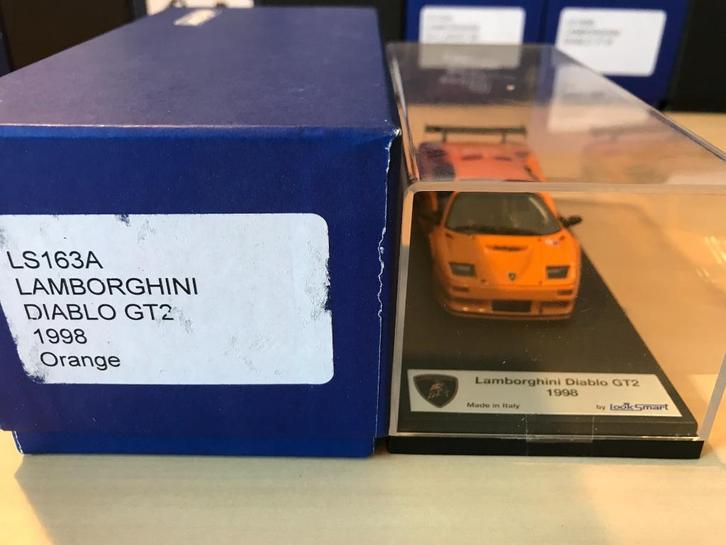 LS163A
LAMBORGHINI
DIABLO GT2
1998
Orange
Lamborghini Diablo GT2
1998
Made in Italy
by LookSmart